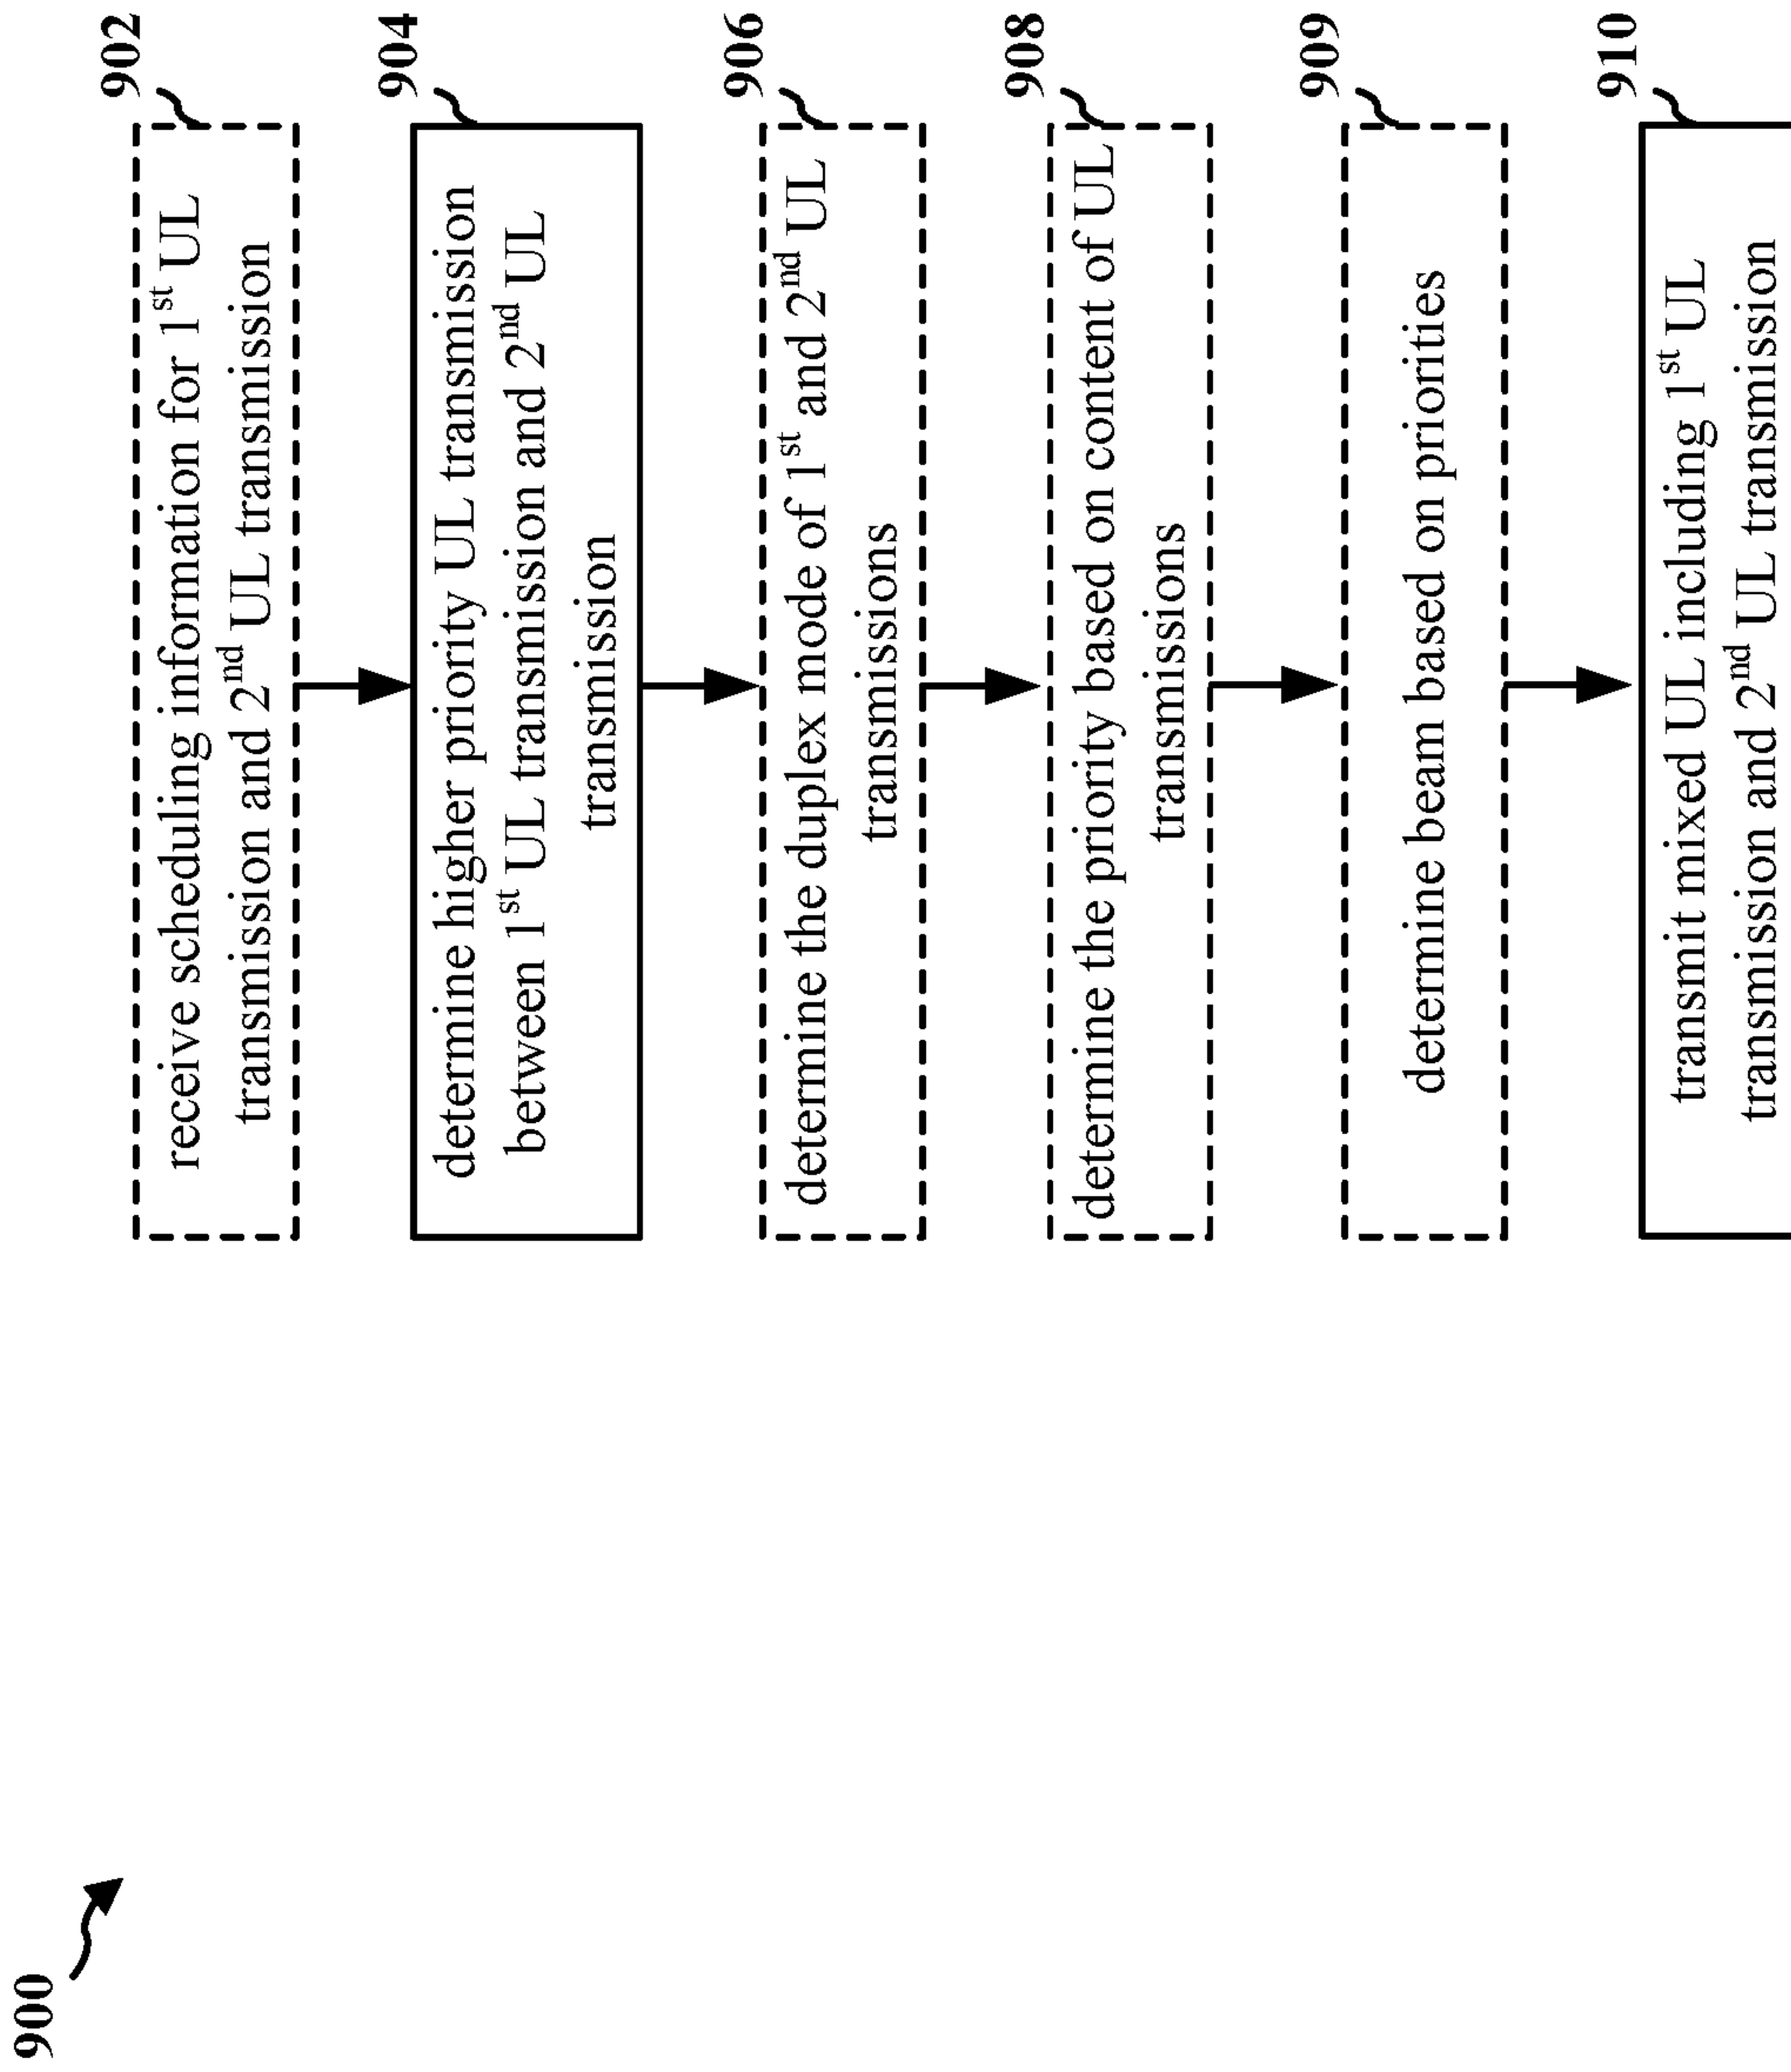 900
902
receive scheduling information for 1st UL
transmission and 2nd UL transmission
904
determine higher priority UL transmission
between 1st UL transmission and 2nd UL
transmission
906
determine the duplex mode of 1st and 2nd UL
transmissions
908
determine the priority based on content of UL
transmissions
909
determine beam based on priorities
910
transmit mixed UL including 1st UL
transmission and 2nd UL transmission